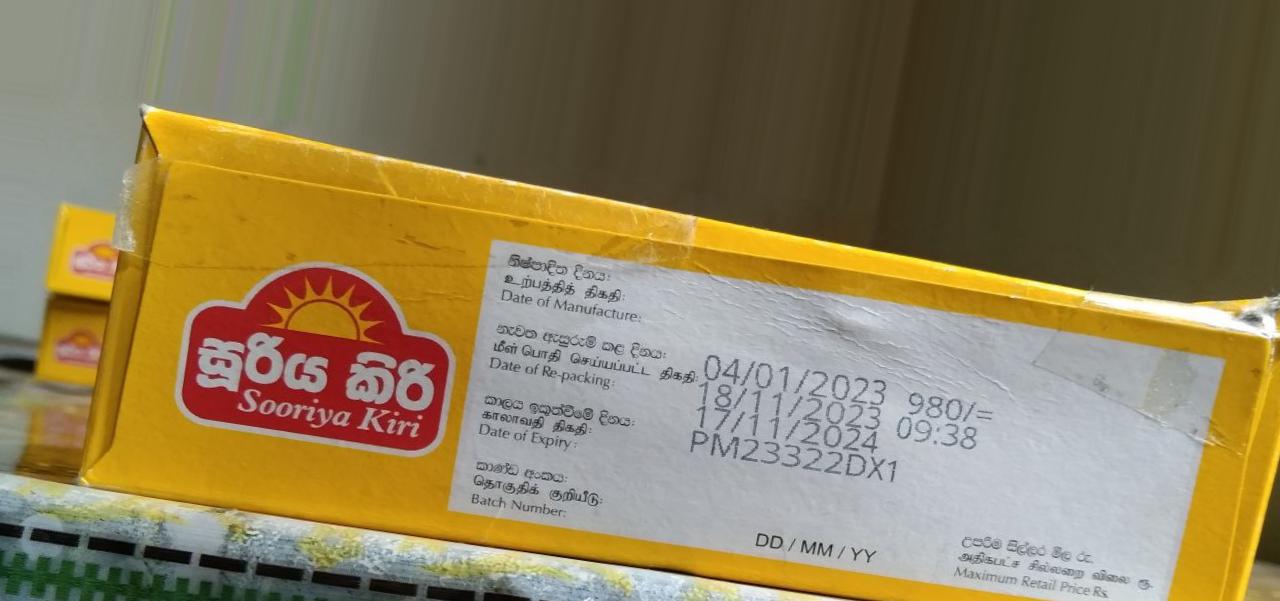 සූරිය කිරි
Sooriya Kiri
නිෂ්පාදිත දිනය:
உற்பத்தித் திகதி:
Date of Manufacture:
නැවත ඇසුරුම් කළ දිනය:
மீள் பொதி செய்யப்பட்ட திகதி:
Date of Re-packing:
කාලය ඉකුත්වීමේ දිනය:
காலாவதி திகதி:
Date of Expiry:
කාණ්ඩ අංකය:
தொகுதிக் குறியீடு:
Batch Number:
04/01/2023 980/=
18/11/2023 09:38
17/11/2024
PM23322DX1
DD / MM / YY
උපරිම සිල්ලර මිල රු.
அதிகபட்ச சில்லறை விலை ரூ.
Maximum Retail Price Rs.